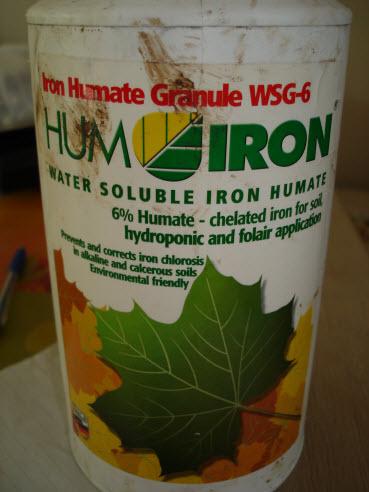 Iron Humate Granule WSG-6
HUM IRON®
WATER SOLUBLE IRON HUMATE
6% Humate - chelated iron for soil,
hydroponic and folair application
Prevents and corrects iron chlorosis
in alkaline and calcerous soils
Environmental friendly